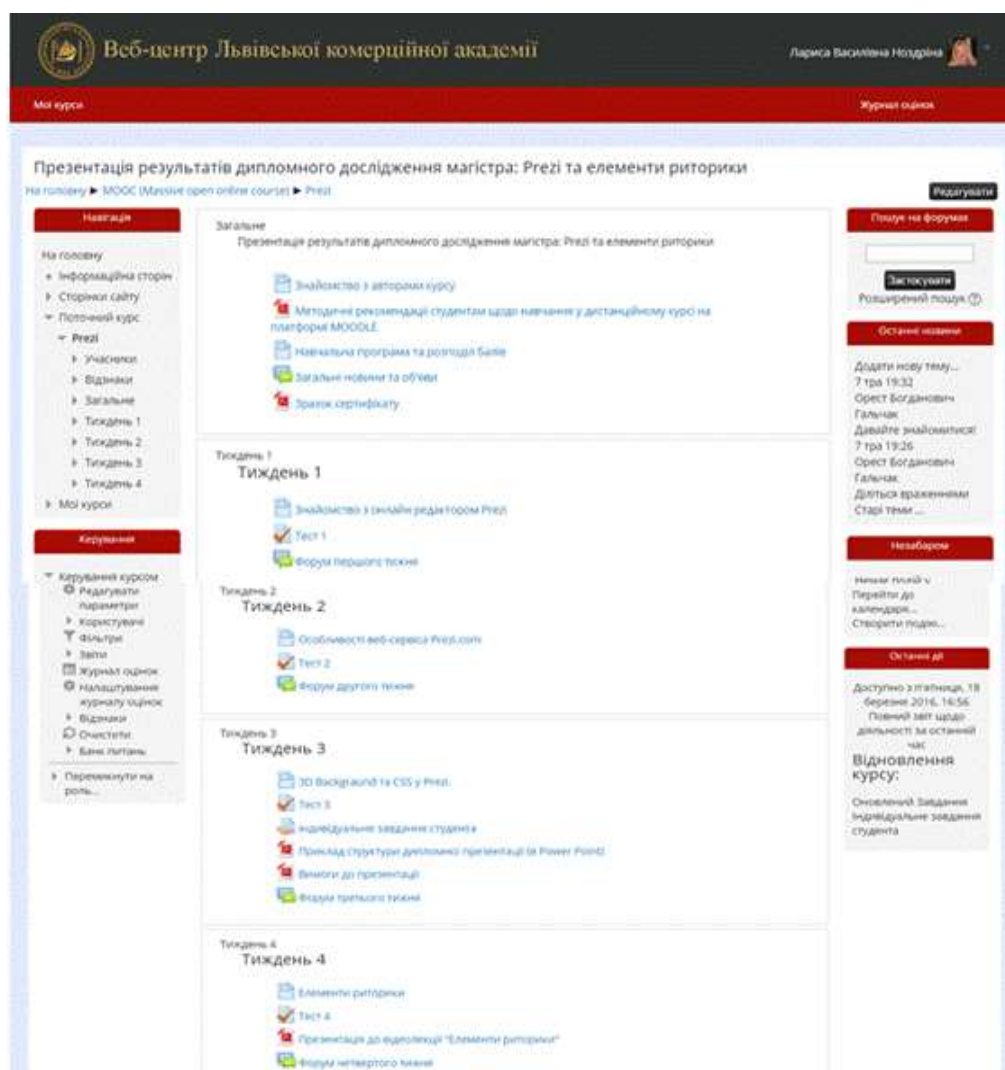 Веб-центр Львівської комерційної академії
Лариса Василівна Ноздріна
Мої курси
Журнал оцінок
Презентація результатів дипломного дослідження магістра: Prezi та елементи риторики
На головну ► MOOC (Massive open online course) ► Prezi
Редагувати
Навігація
На головну
Інформаційна сторін
Сторінки сайту
Поточний курс
Prezi
Учасники
Відзнаки
Загальне
Тиждень 1
Тиждень 2
Тиждень 3
Тиждень 4
Мої курси
Керування
Керування курсом
Редагувати
параметри
Користувачі
Фільтри
Звіти
Журнал оцінок
Налаштування
журналу оцінок
Відзнаки
Очистити
Банк питань
Перемкнути на
роль...
Загальне
Презентація результатів дипломного дослідження магістра: Prezi та елементи риторики
Знайомство з авторами курсу
Методичні рекомендації студентам щодо навчання у дистанційному курсі на
платформі MOODLE
Навчальна програма та розподіл балів
Загальні новини та об'яви
Зразок сертифікату
Тиждень 1
Тиждень 1
Знайомство з онлайн редактором Prezi
Тест 1
Форум першого тижня
Тиждень 2
Тиждень 2
Особливості веб-сервіса Prezi.com
Тест 2
Форум другого тижня
Тиждень 3
Тиждень 3
3D Background та CSS у Prezi.
Тест 3
Індивідуальне завдання студента
Приклад структури дипломної презентації (в Power Point)
Вимоги до презентації
Форум третього тижня
Тиждень 4
Тиждень 4
Елементи риторики
Тест 4
Презентація до відеолекції "Елементи риторики"
Форум четвертого тижня
Пошук на форумах
Застосувати
Розширений пошук
Останні новини
Додати нову тему...
7 тра 19:32
Орест Богданович
Гальчак
Давайте знайомитися!
7 тра 19:26
Орест Богданович
Гальчак
Діліться враженнями
Старі теми ...
Незабаром
Перейти до
календаря...
Створити подію...
Останні дії
Доступно з п'ятниця, 18
березня 2016, 16:56
Повний звіт щодо
діяльності за останній
час
Відновлення
курсу:
Оновлений Завдання
Індивідуальне завдання
студента